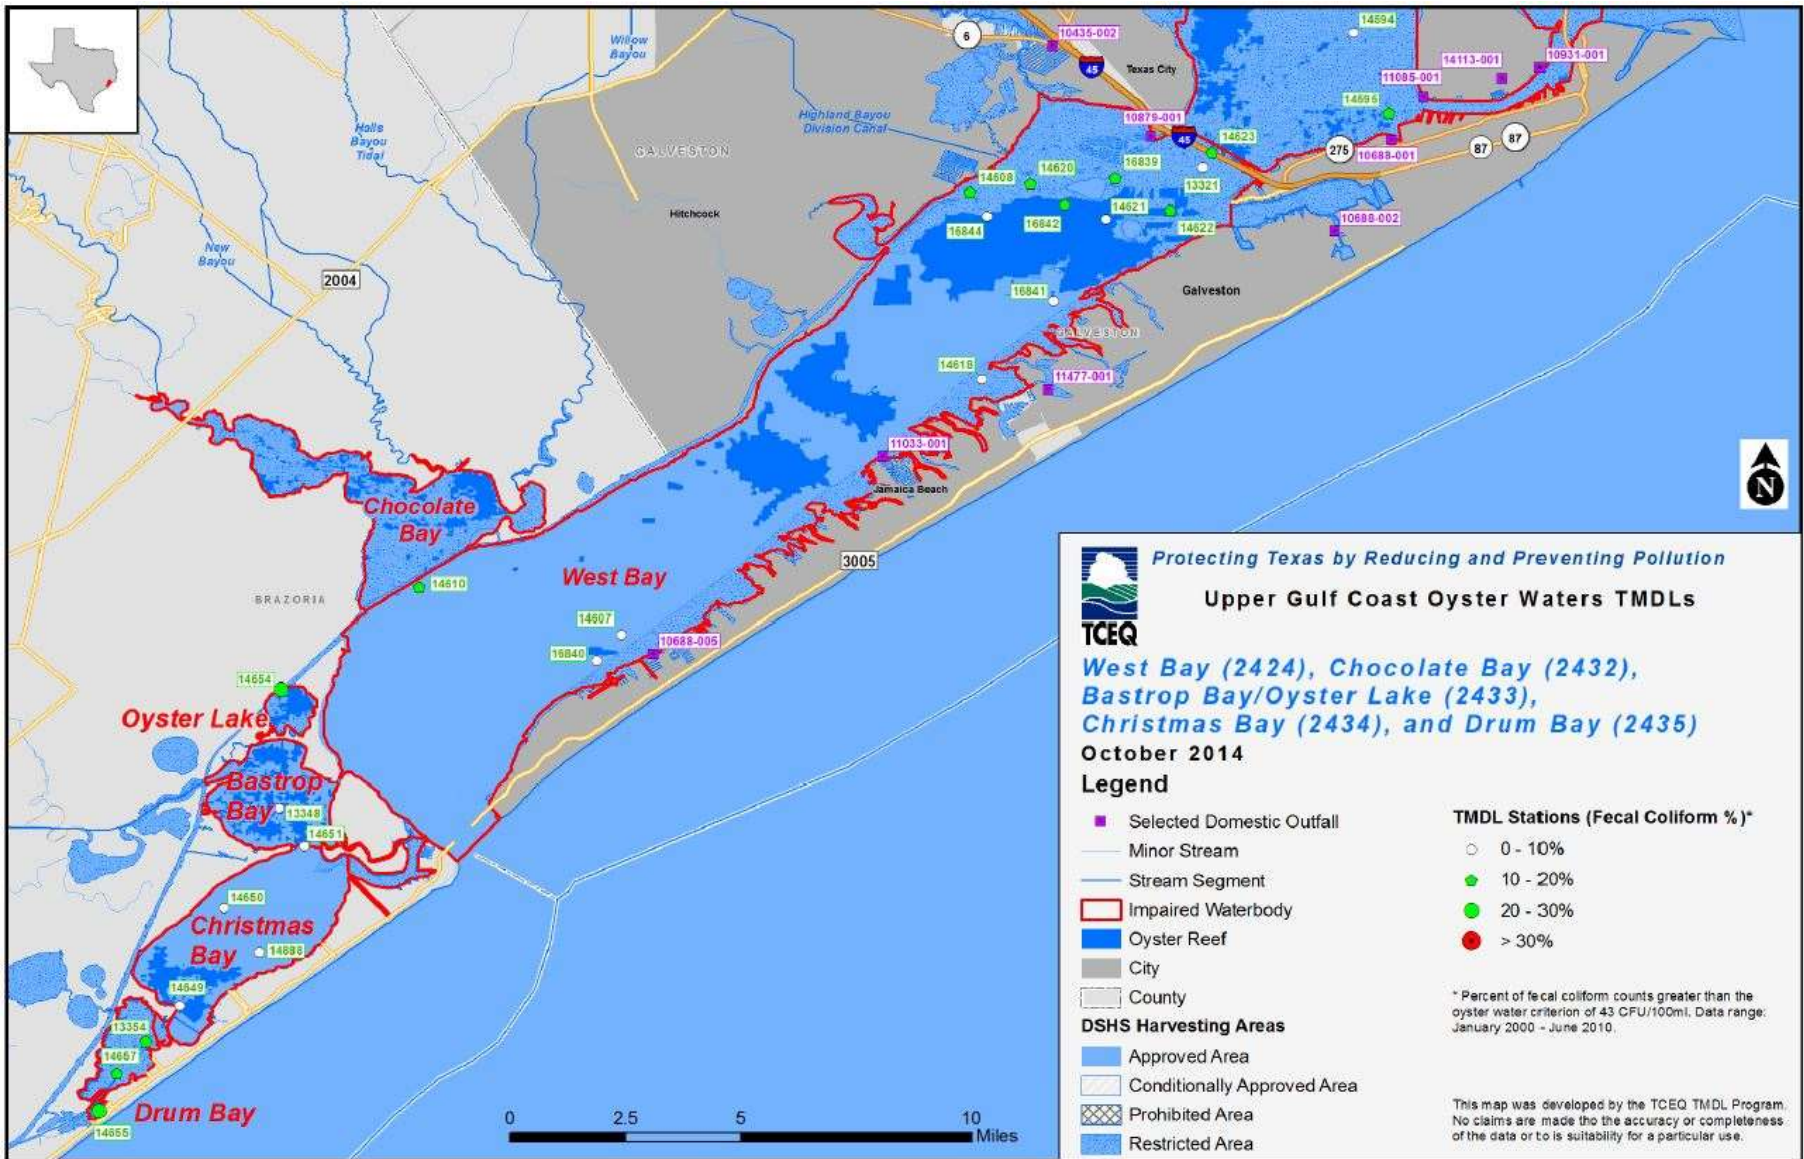 Willow
Bayou
6
10435-002
45
Texas City
14594
14113-001
10931-001
11085-001
14595
Halls
Bayou
Tidal
GALVESTON
Highland Bayou
Division Canal
10879-001
45
14623
275
87
87
10688-001
16839
13321
14620
14608
Hitchcock
16842
14621
14622
16844
10688-002
New
Bayou
2004
16841
Galveston
GALVESTON
14618
11477-001
11033-001
Jamaica Beach
N
Chocolate
Bay
3005
West Bay
14610
BRAZORIA
14607
10688-005
16840
14654
Oyster Lake
Bastrop
Bay
13348
14651
14650
Christmas
Bay
14649
13354
14657
Drum Bay
14655
0 2.5 5 10
Miles
TCEQ
Protecting Texas by Reducing and Preventing Pollution
Upper Gulf Coast Oyster Waters TMDLs
West Bay (2424), Chocolate Bay (2432),
Bastrop Bay/Oyster Lake (2433),
Christmas Bay (2434), and Drum Bay (2435)
October 2014
Legend
Selected Domestic Outfall
Minor Stream
Stream Segment
Impaired Waterbody
Oyster Reef
City
County
DSHS Harvesting Areas
Approved Area
Conditionally Approved Area
Prohibited Area
Restricted Area
TMDL Stations (Fecal Coliform %)*
0 - 10%
10 - 20%
20 - 30%
> 30%
* Percent of fecal coliform counts greater than the
oyster water criterion of 43 CFU/100ml. Data range:
January 2000 - June 2010.
This map was developed by the TCEQ TMDL Program.
No claims are made tho the accuracy or completeness
of the data or to is suitability for a particular use.